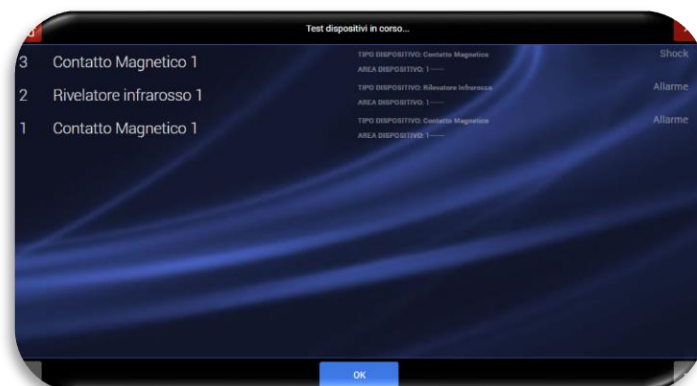 Test dispositivi in corso...
3 Contatto Magnetico 1 TIPO DISPOSITIVO: Contatto Magnetico Shock
AREA DISPOSITIVO: 1------
2 Rivelatore infrarosso 1 TIPO DISPOSITIVO: Rilevatore Infrarosso Allarme
AREA DISPOSITIVO: 1------
1 Contatto Magnetico 1 TIPO DISPOSITIVO: Contatto Magnetico Allarme
AREA DISPOSITIVO: 1------
OK